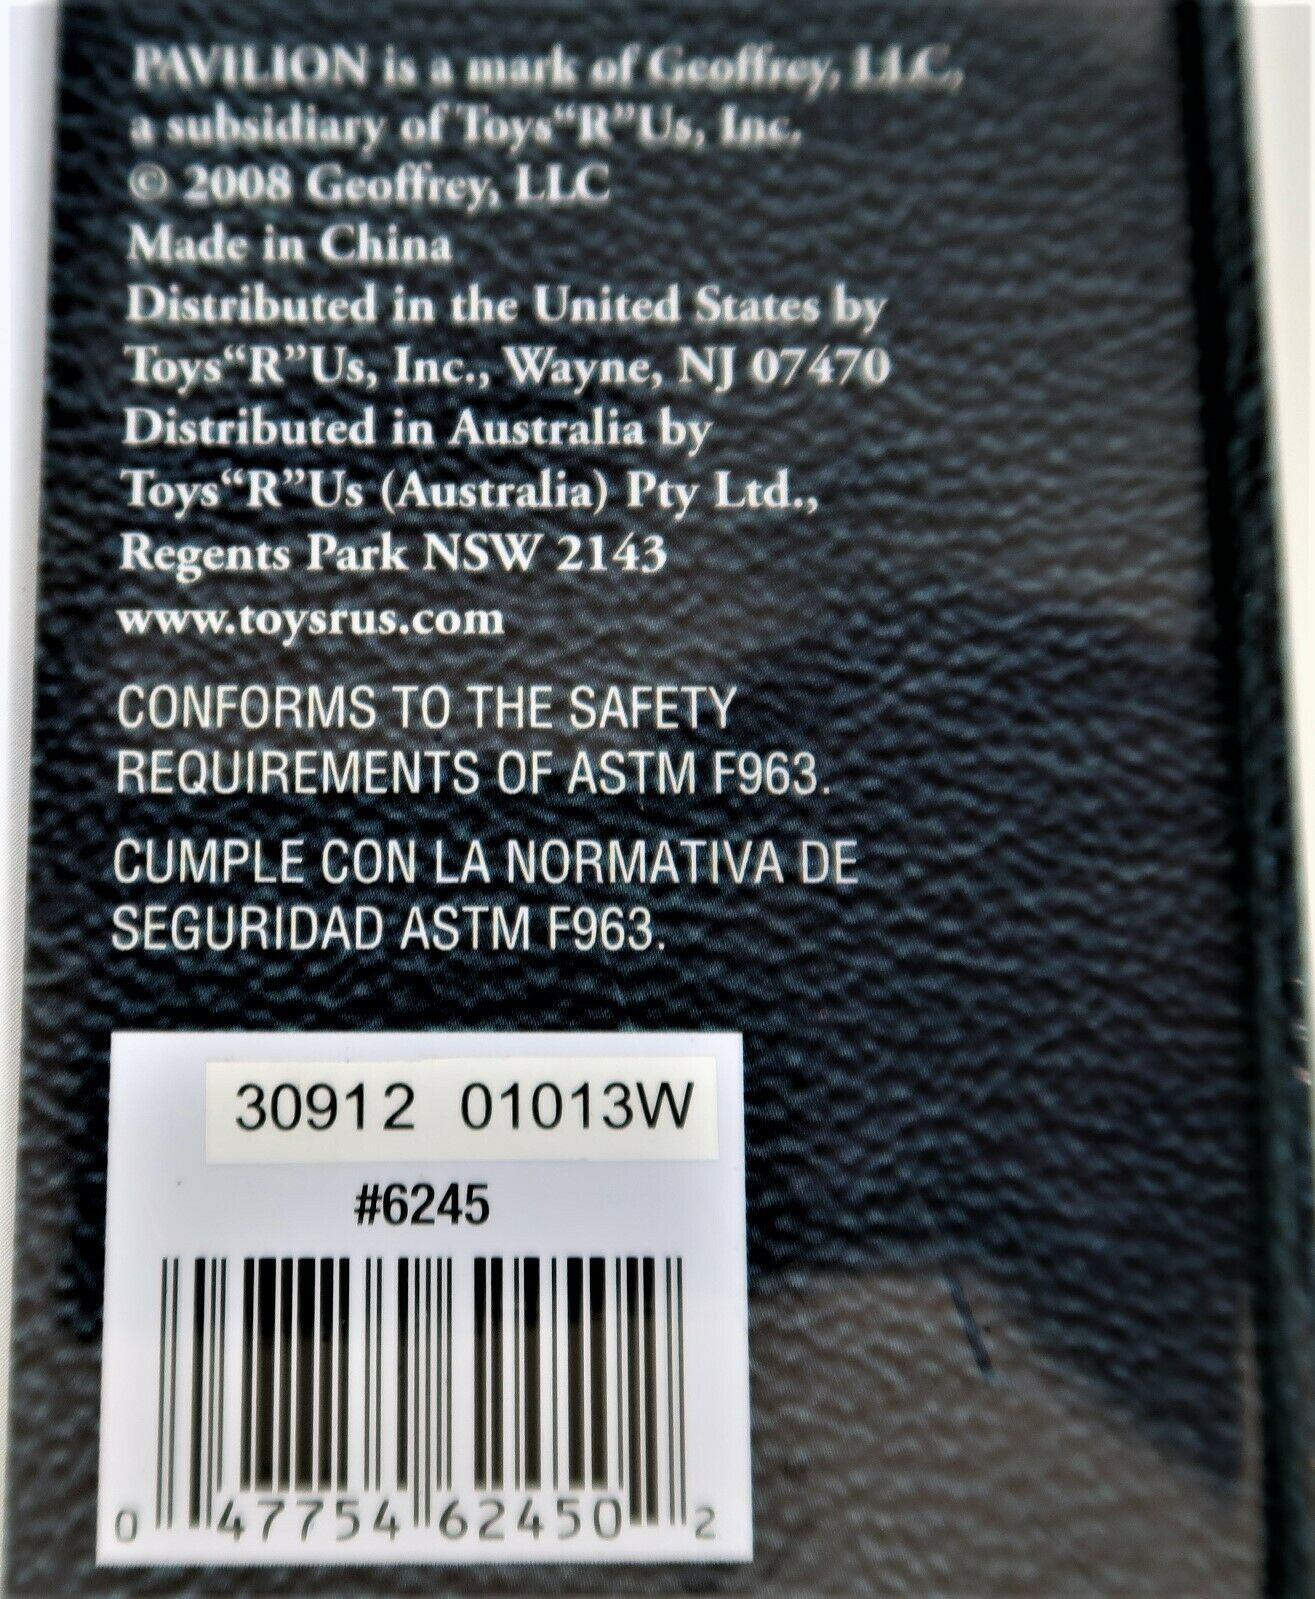 PAVILION is a mark of Geoffrey, LLC,
a subsidiary of Toys“R”Us, Inc.
© 2008 Geoffrey, LLC
Made in China
Distributed in the United States by
Toys“R”Us, Inc., Wayne, NJ 07470
Distributed in Australia by
Toys“R”Us (Australia) Pty Ltd.,
Regents Park NSW 2143
www.toysrus.com
CONFORMS TO THE SAFETY
REQUIREMENTS OF ASTM F963.
CUMPLE CON LA NORMATIVA DE
SEGURIDAD ASTM F963.
30912 01013W
#6245
0 47754 62450 2